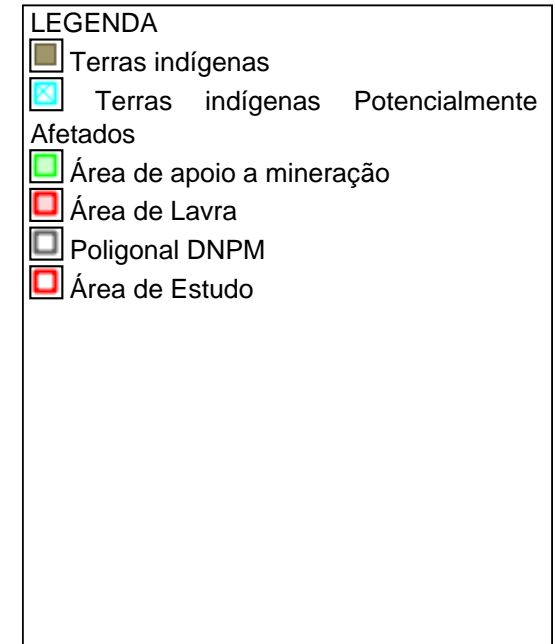 LEGENDA
Terras indígenas
Terras indígenas Potencialmente
Afetados
Área de apoio a mineração
Área de Lavra
Poligonal DNPM
Área de Estudo